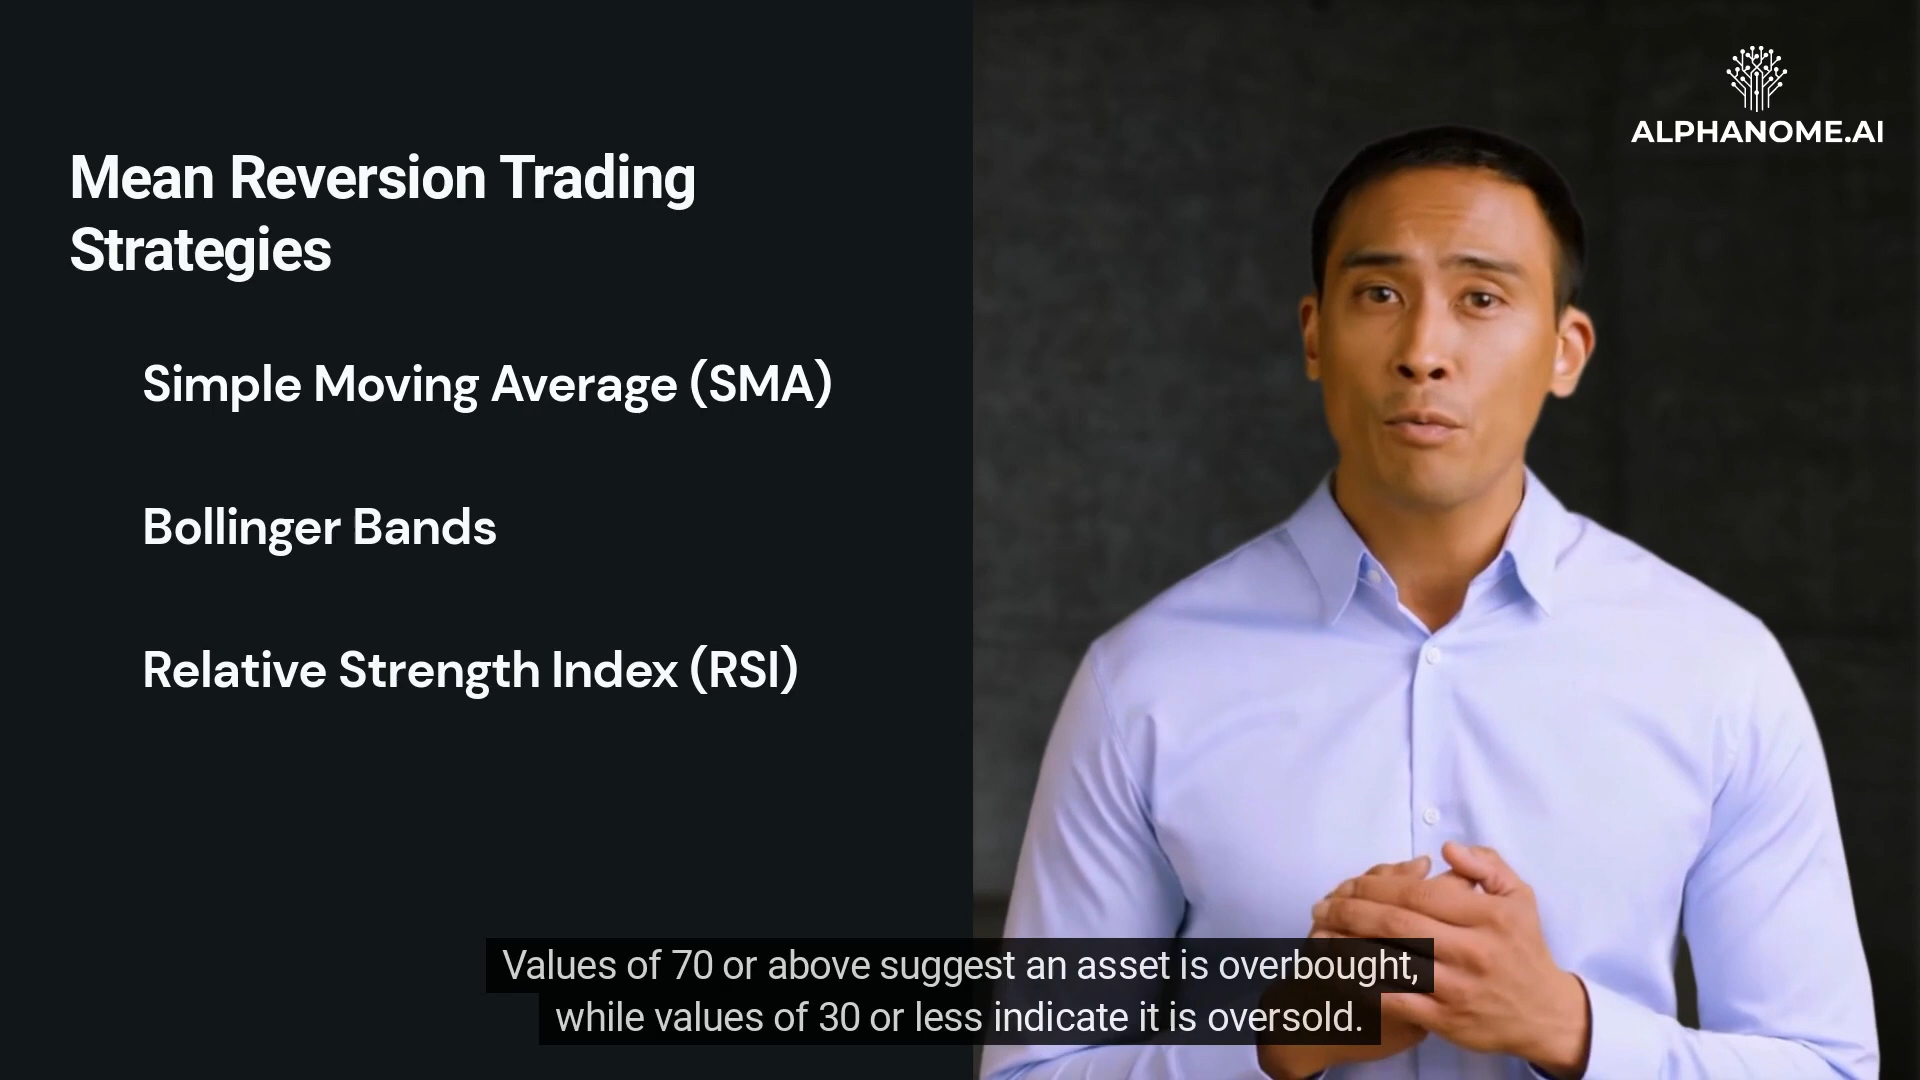 ALPHANOME.AI
Mean Reversion Trading
Strategies
Simple Moving Average (SMA)
Bollinger Bands
Relative Strength Index (RSI)
Values of 70 or above suggest an asset is overbought,
while values of 30 or less indicate it is oversold.